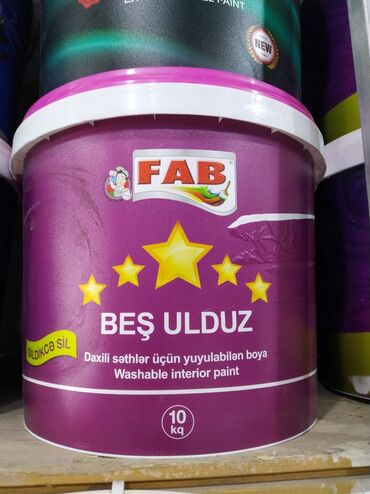 NEW
FAB
BEŞ ULDUZ
SİLDİKCƏ SİL
Daxili səthlər üçün yuyulabilən boya
Washable interior paint
10
kq